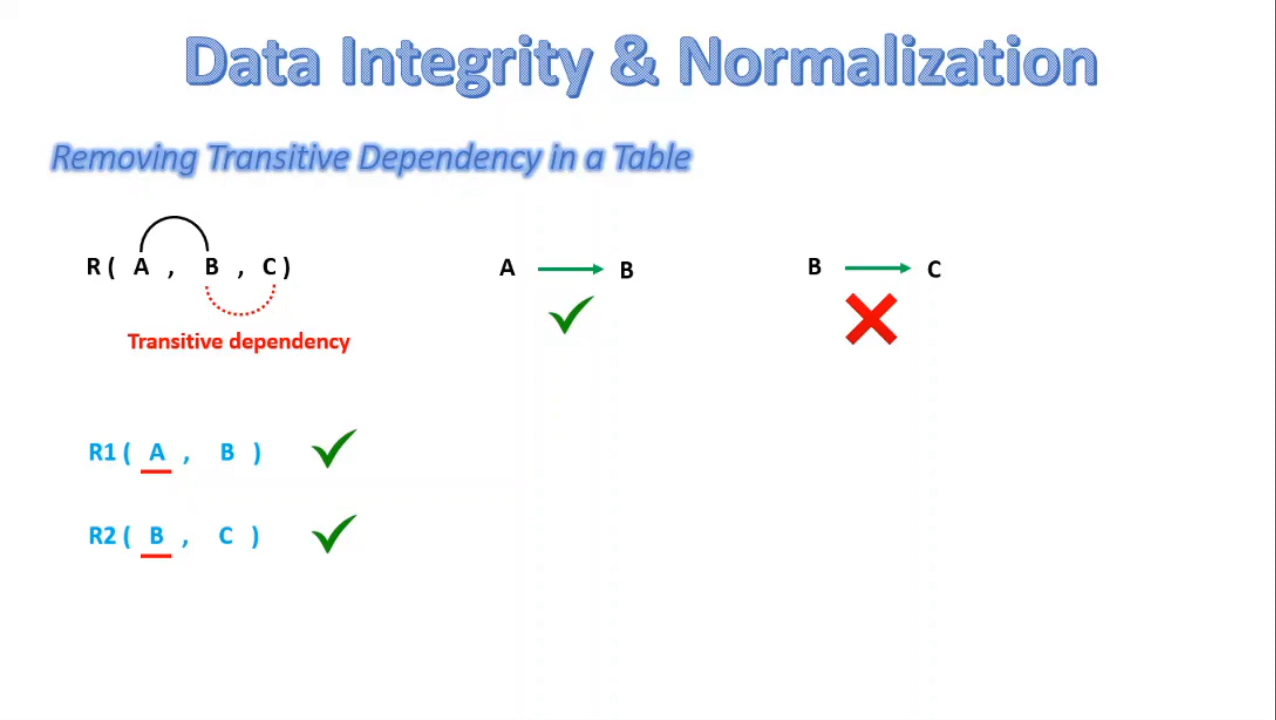 Data Integrity & Normalization
Removing Transitive Dependency in a Table
R ( A , B , C )
A → B
B → C
Transitive dependency
R1 ( A , B )
R2 ( B , C )